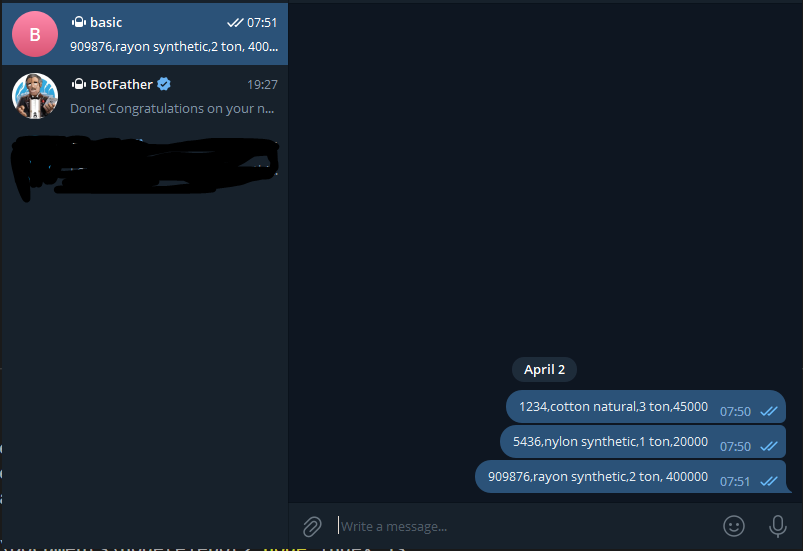 B
basic
07:51
909876,rayon synthetic,2 ton, 400...
BotFather
19:27
Done! Congratulations on your n...
April 2
1234,cotton natural,3 ton,45000 07:50
5436,nylon synthetic,1 ton,20000 07:50
909876,rayon synthetic,2 ton, 400000 07:51
Write a message...